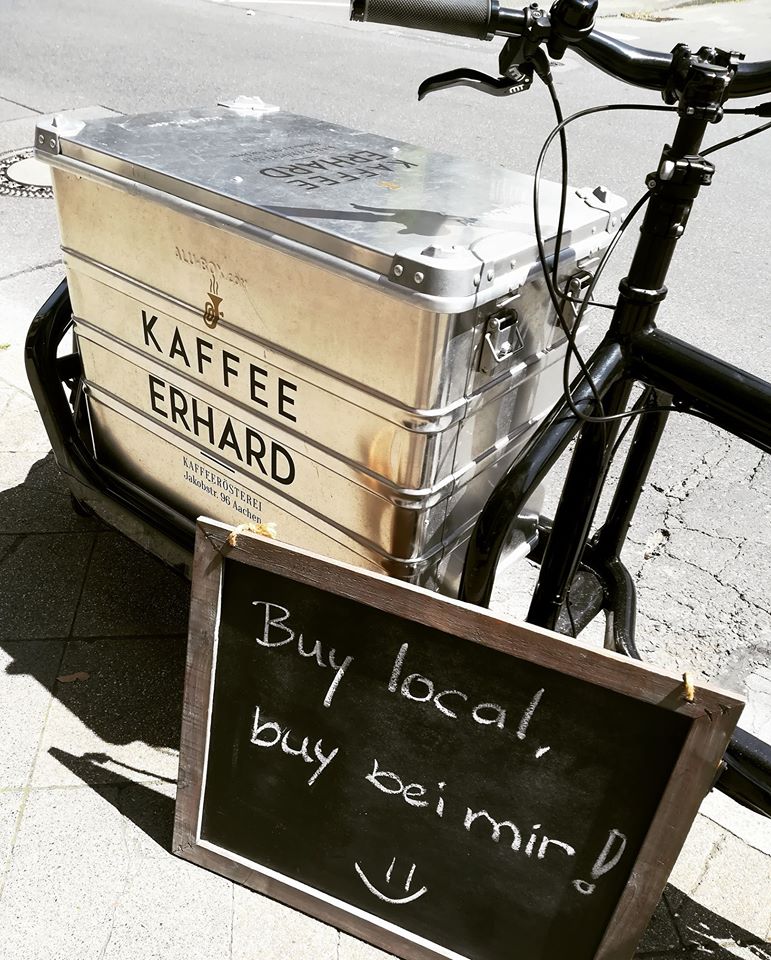 KAFFEE
ERHARD
KAFFEE
ERHARD
KAFFEERÖSTEREI
Jakobstr. 96 Aachen
Buy local,
buy bei mir!